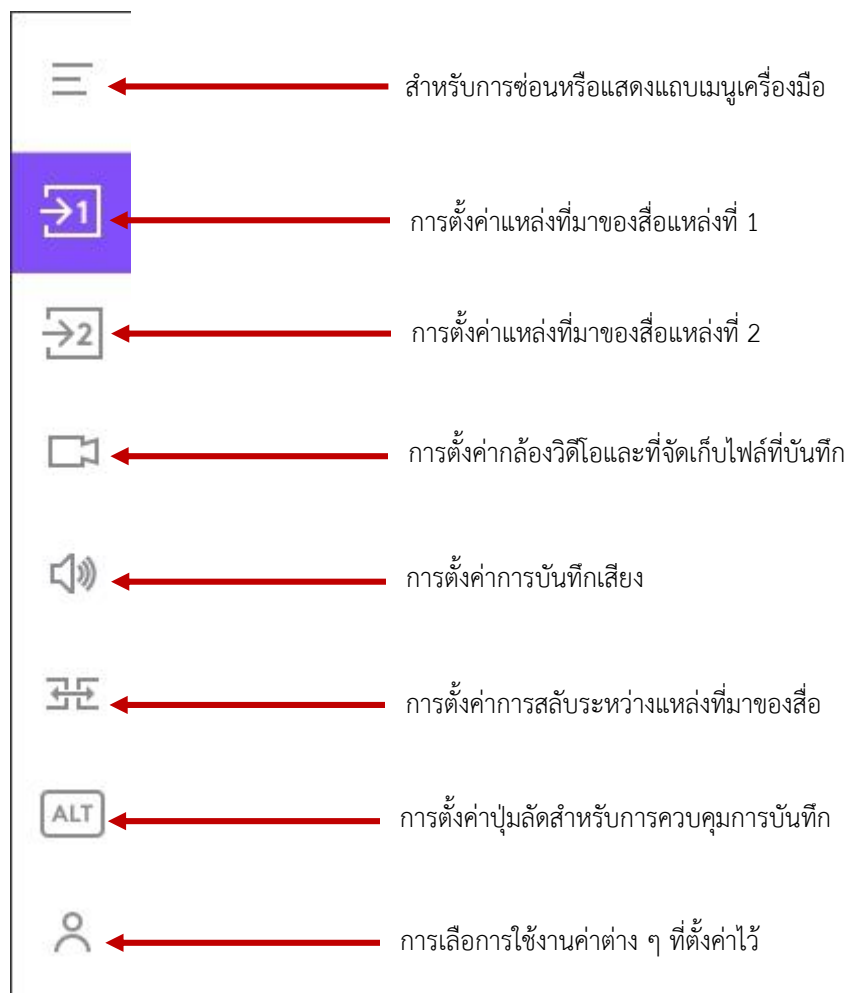 สำหรับการซ่อนหรือแสดงแถบเมนูเครื่องมือ
1 การตั้งค่าแหล่งที่มาของสื่อแหล่งที่ 1
2 การตั้งค่าแหล่งที่มาของสื่อแหล่งที่ 2
การตั้งค่ากล้องวิดีโอและที่จัดเก็บไฟล์ที่บันทึก
การตั้งค่าการบันทึกเสียง
การตั้งค่าการสลับระหว่างแหล่งที่มาของสื่อ
ALT การตั้งค่าปุ่มลัดสำหรับการควบคุมการบันทึก
การเลือการใช้งานค่าต่าง ๆ ที่ตั้งค่าไว้